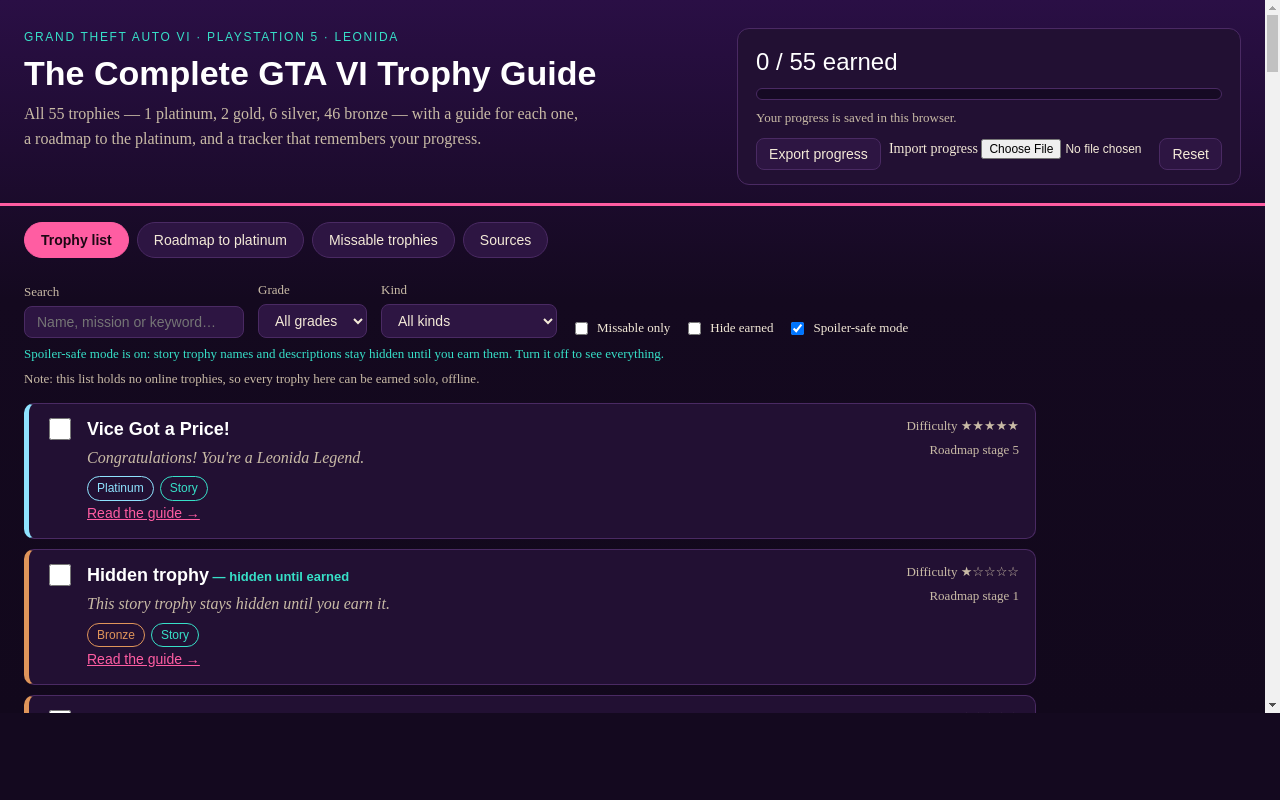 GRAND THEFT AUTO VI · PLAYSTATION 5 · LEONIDA
The Complete GTA VI Trophy Guide
All 55 trophies — 1 platinum, 2 gold, 6 silver, 46 bronze — with a guide for each one,
a roadmap to the platinum, and a tracker that remembers your progress.
0 / 55 earned
Your progress is saved in this browser.
Export progress
Import progress Choose File No file chosen
Reset
Trophy list
Roadmap to platinum
Missable trophies
Sources
Search
Name, mission or keyword…
Grade
All grades
Kind
All kinds
Missable only
Hide earned
Spoiler-safe mode
Spoiler-safe mode is on: story trophy names and descriptions stay hidden until you earn them. Turn it off to see everything.
Note: this list holds no online trophies, so every trophy here can be earned solo, offline.
Vice Got a Price!
Congratulations! You're a Leonida Legend.
Platinum
Story
Read the guide →
Difficulty ★★★★★
Roadmap stage 5
Hidden trophy — hidden until earned
This story trophy stays hidden until you earn it.
Bronze
Story
Read the guide →
Difficulty ★☆☆☆☆
Roadmap stage 1